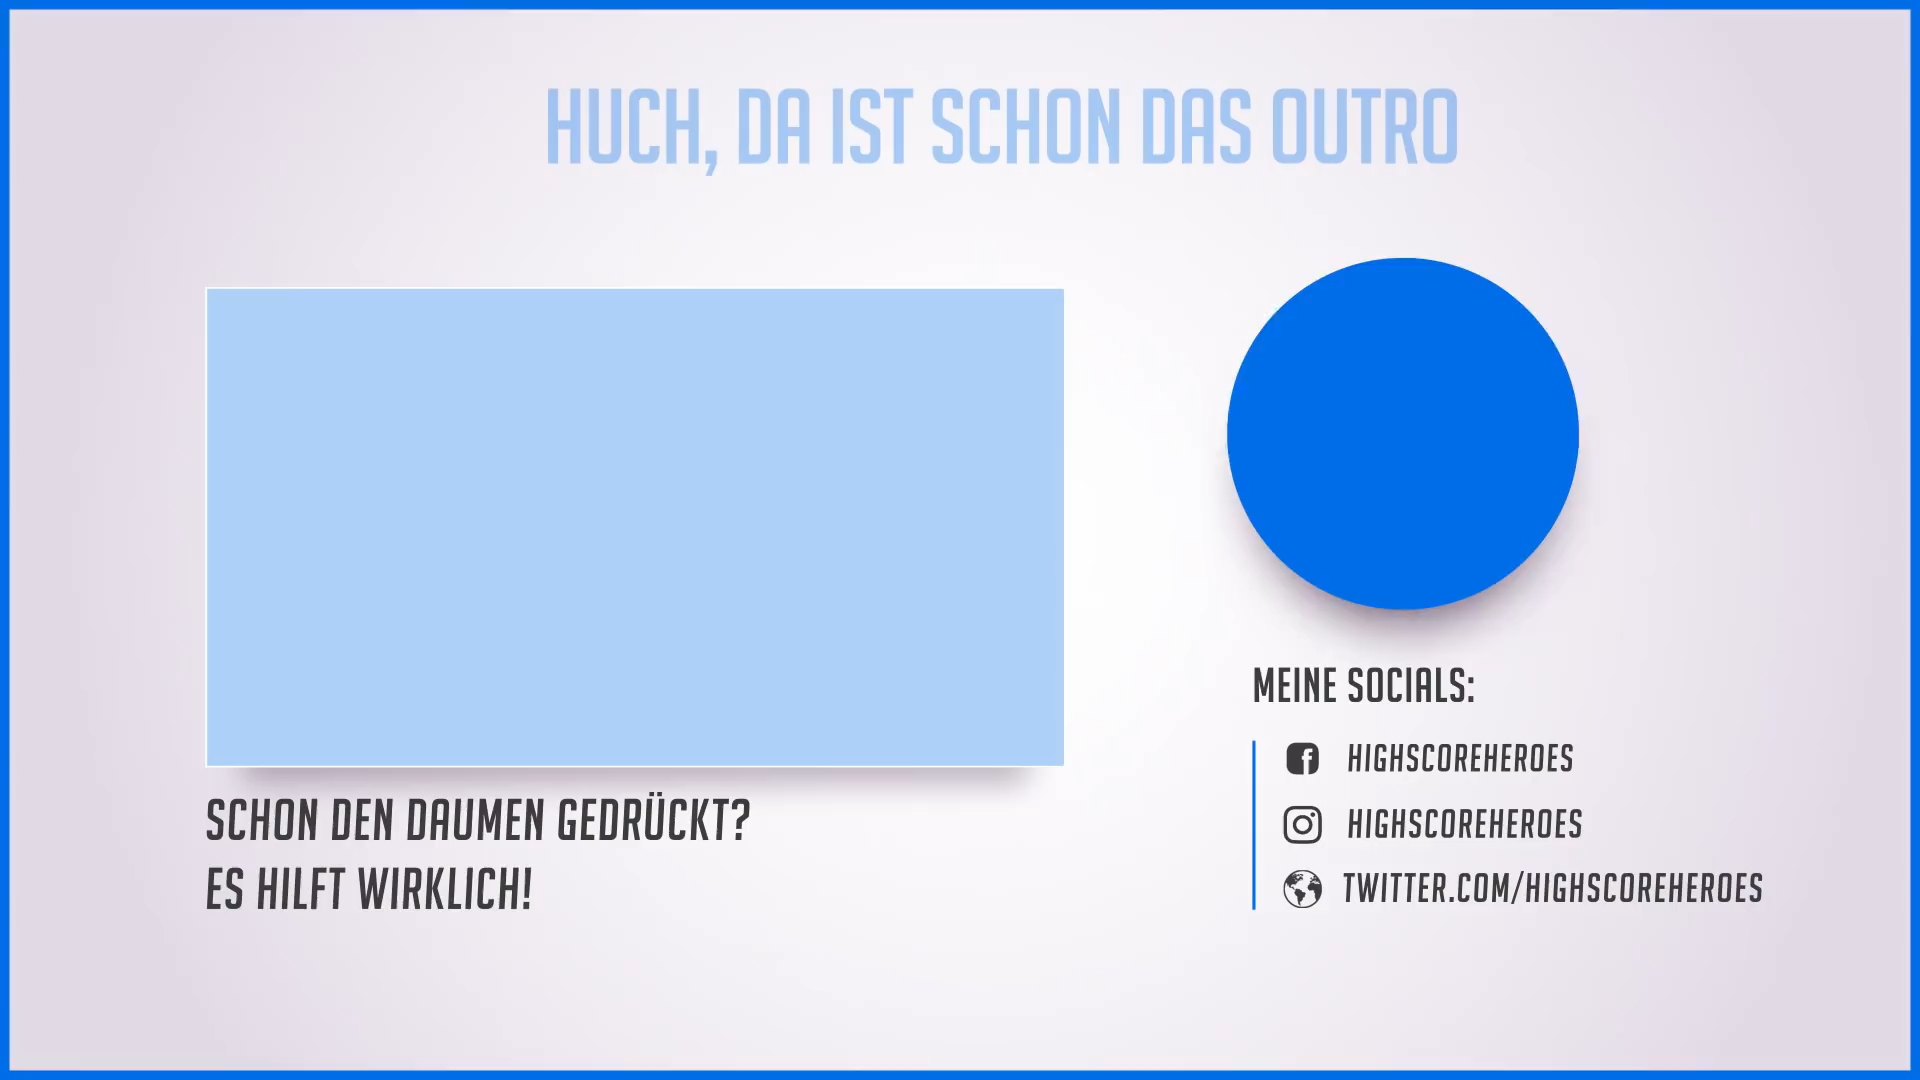 HUCH, DA IST SCHON DAS OUTRO
SCHON DEN DAUMEN GEDRÜCKT?
ES HILFT WIRKLICH!
MEINE SOCIALS:
HIGHSCOREHEROES
HIGHSCOREHEROES
TWITTER.COM/HIGHSCOREHEROES